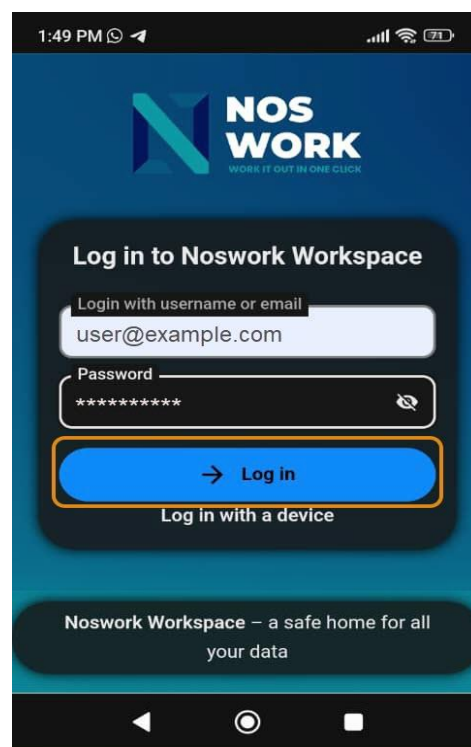 1:49 PM
71
NOS
WORK
WORK IT OUT IN ONE CLICK
Log in to Noswork Workspace
Login with username or email
user@example.com
Password
**********
Log in
Log in with a device
Noswork Workspace – a safe home for all
your data